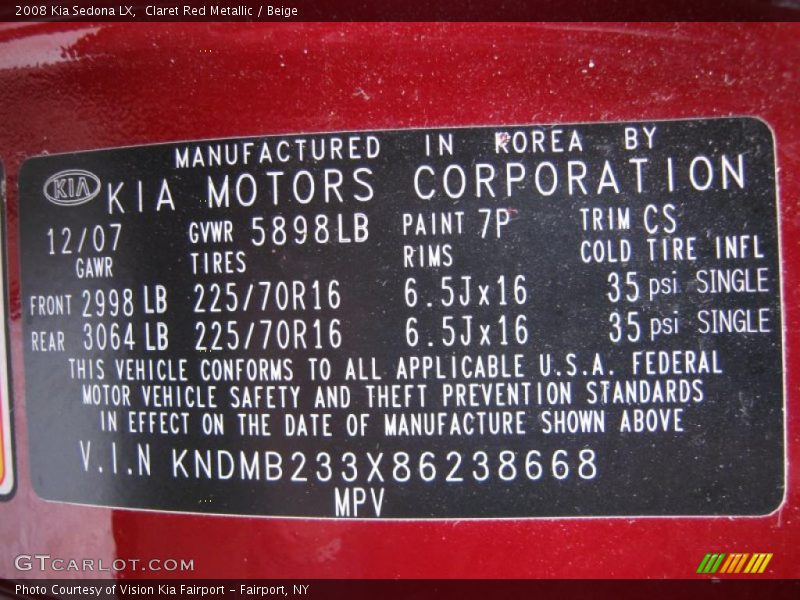 2008 Kia Sedona LX,  Claret Red Metallic / Beige
MANUFACTURED IN KOREA BY
KIA KIA MOTORS CORPORATION
12/07 GVWR 5898LB PAINT 7P TRIM CS
GAWR TIRES RIMS COLD TIRE INFL
FRONT 2998 LB 225/70R16 6.5Jx16 35 psi SINGLE
REAR 3064 LB 225/70R16 6.5Jx16 35 psi SINGLE
THIS VEHICLE CONFORMS TO ALL APPLICABLE U.S.A. FEDERAL
MOTOR VEHICLE SAFETY AND THEFT PREVENTION STANDARDS
IN EFFECT ON THE DATE OF MANUFACTURE SHOWN ABOVE
V.I.N KNDMB233X86238668
MPV
GTCARLOT.COM
Photo Courtesy of Vision Kia Fairport - Fairport, NY